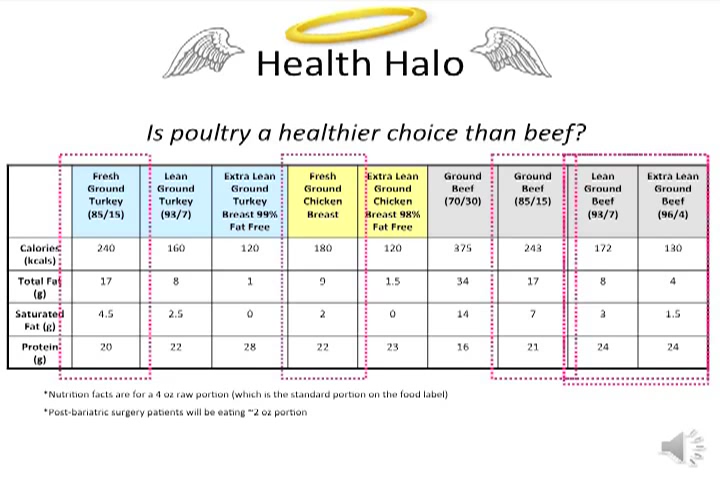 Health Halo
Is poultry a healthier choice than beef?
Fresh Ground Turkey (85/15) Lean Ground Turkey (93/7) Extra Lean Ground Turkey Breast 99% Fat Free Fresh Ground Chicken Breast Extra Lean Ground Chicken Breast 98% Fat Free Ground Beef (70/30) Ground Beef (85/15) Lean Ground Beef (93/7) Extra Lean Ground Beef (96/4)
Calories (kcals) 240 160 120 180 120 375 243 172 130
Total Fat (g) 17 8 1 9 1.5 34 17 8 4
Saturated Fat (g) 4.5 2.5 0 2 0 14 7 3 1.5
Protein (g) 20 22 28 22 23 16 21 24 24
*Nutrition facts are for a 4 oz raw portion (which is the standard portion on the food label)
*Post-bariatric surgery patients will be eating ~2 oz portion